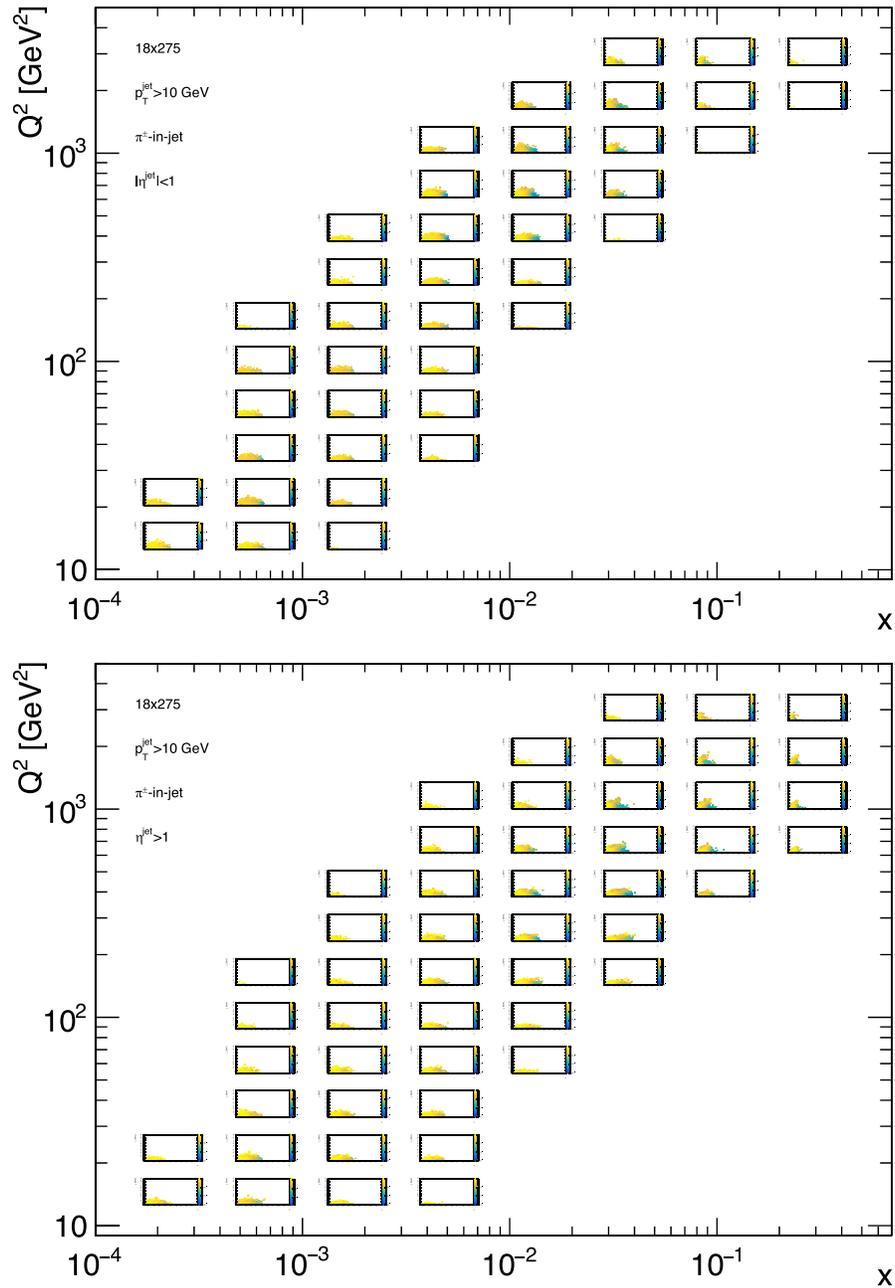 Q² [GeV²]
18x275
p_T^jet>10 GeV
π±-in-jet
|η^jet|<1
10³
10²
10
10⁻⁴
10⁻³
10⁻²
10⁻¹
x
Q² [GeV²]
18x275
p_T^jet>10 GeV
π±-in-jet
η^jet>1
10³
10²
10
10⁻⁴
10⁻³
10⁻²
10⁻¹
x